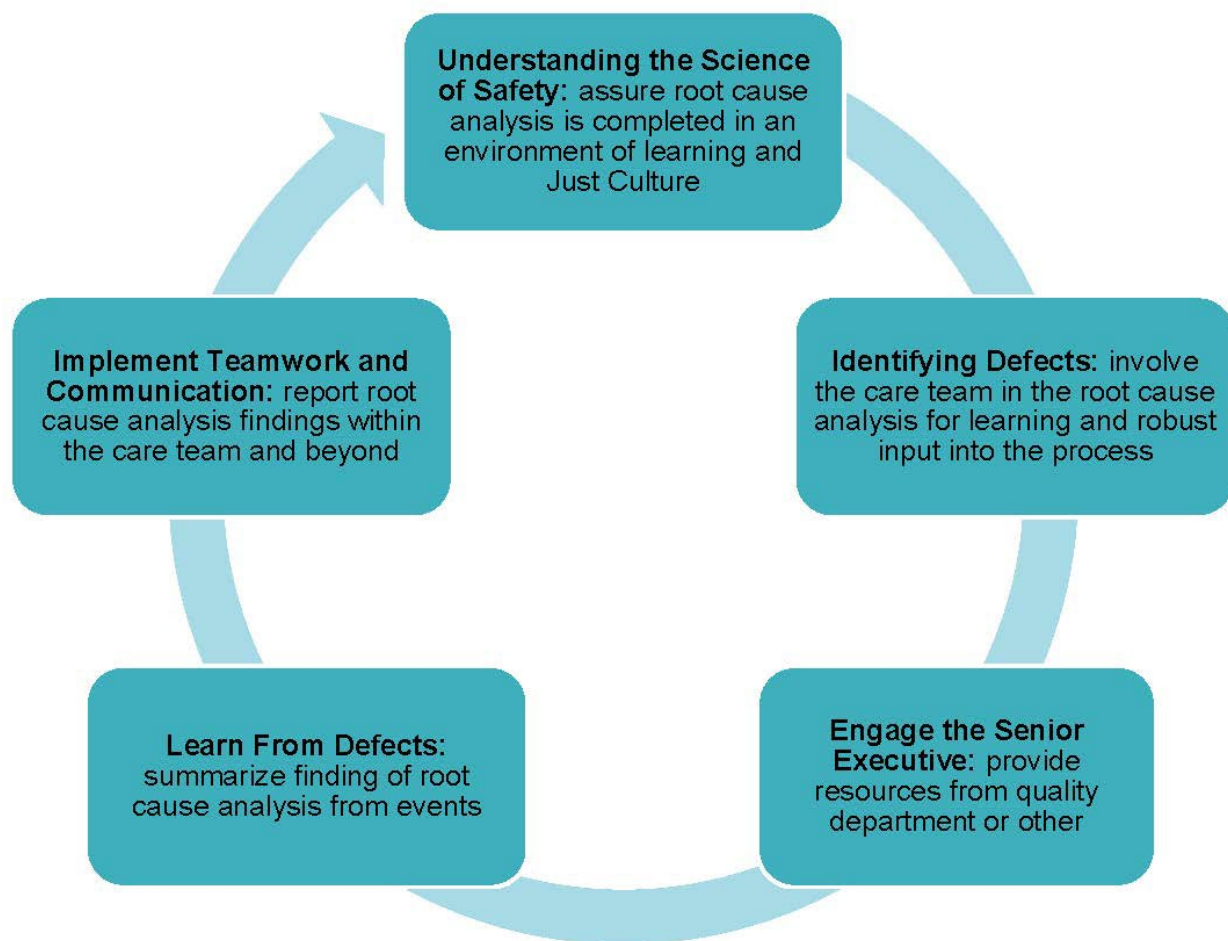 Understanding the Science
of Safety: assure root cause
analysis is completed in an
environment of learning and
Just Culture
Identifying Defects: involve
the care team in the root cause
analysis for learning and robust
input into the process
Engage the Senior
Executive: provide
resources from quality
department or other
Learn From Defects:
summarize finding of root
cause analysis from events
Implement Teamwork and
Communication: report root
cause analysis findings within
the care team and beyond